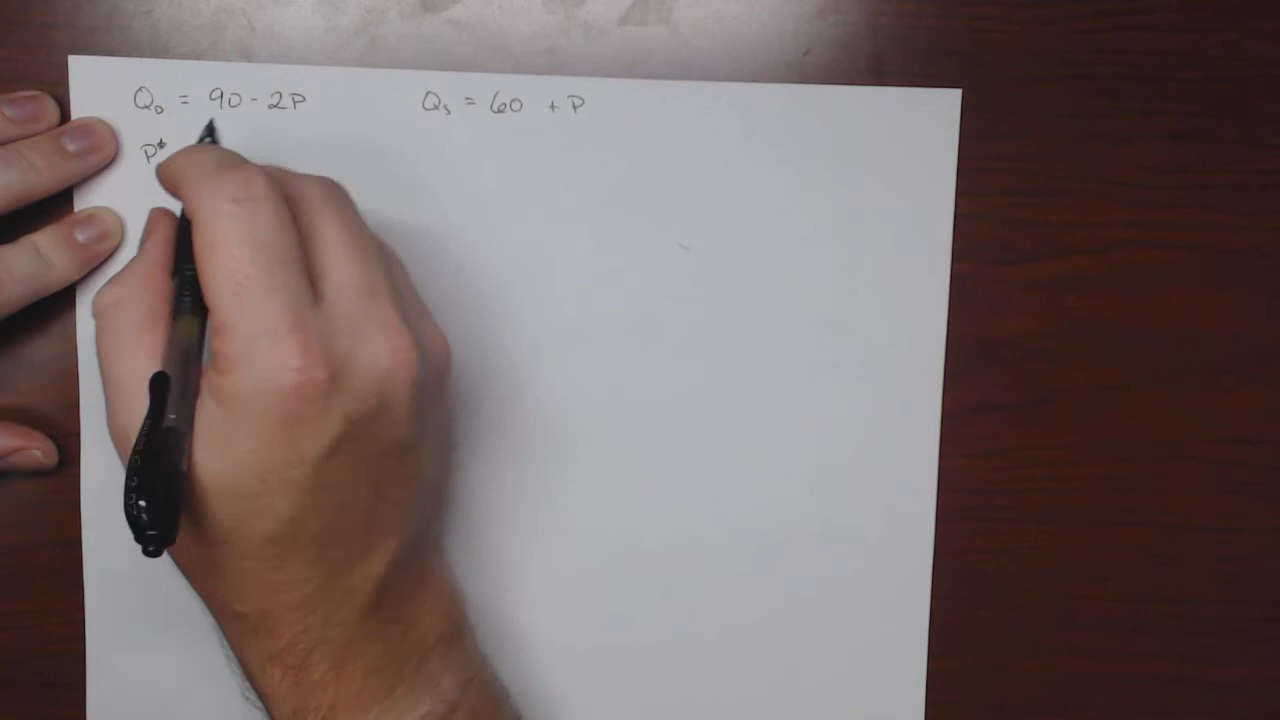 Q_D = 90 - 2P Q_S = 60 + P
P*